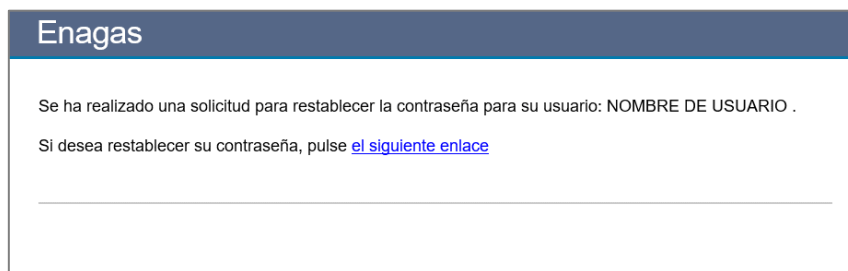 Enagas
Se ha realizado una solicitud para restablecer la contraseña para su usuario: NOMBRE DE USUARIO .
Si desea restablecer su contraseña, pulse el siguiente enlace